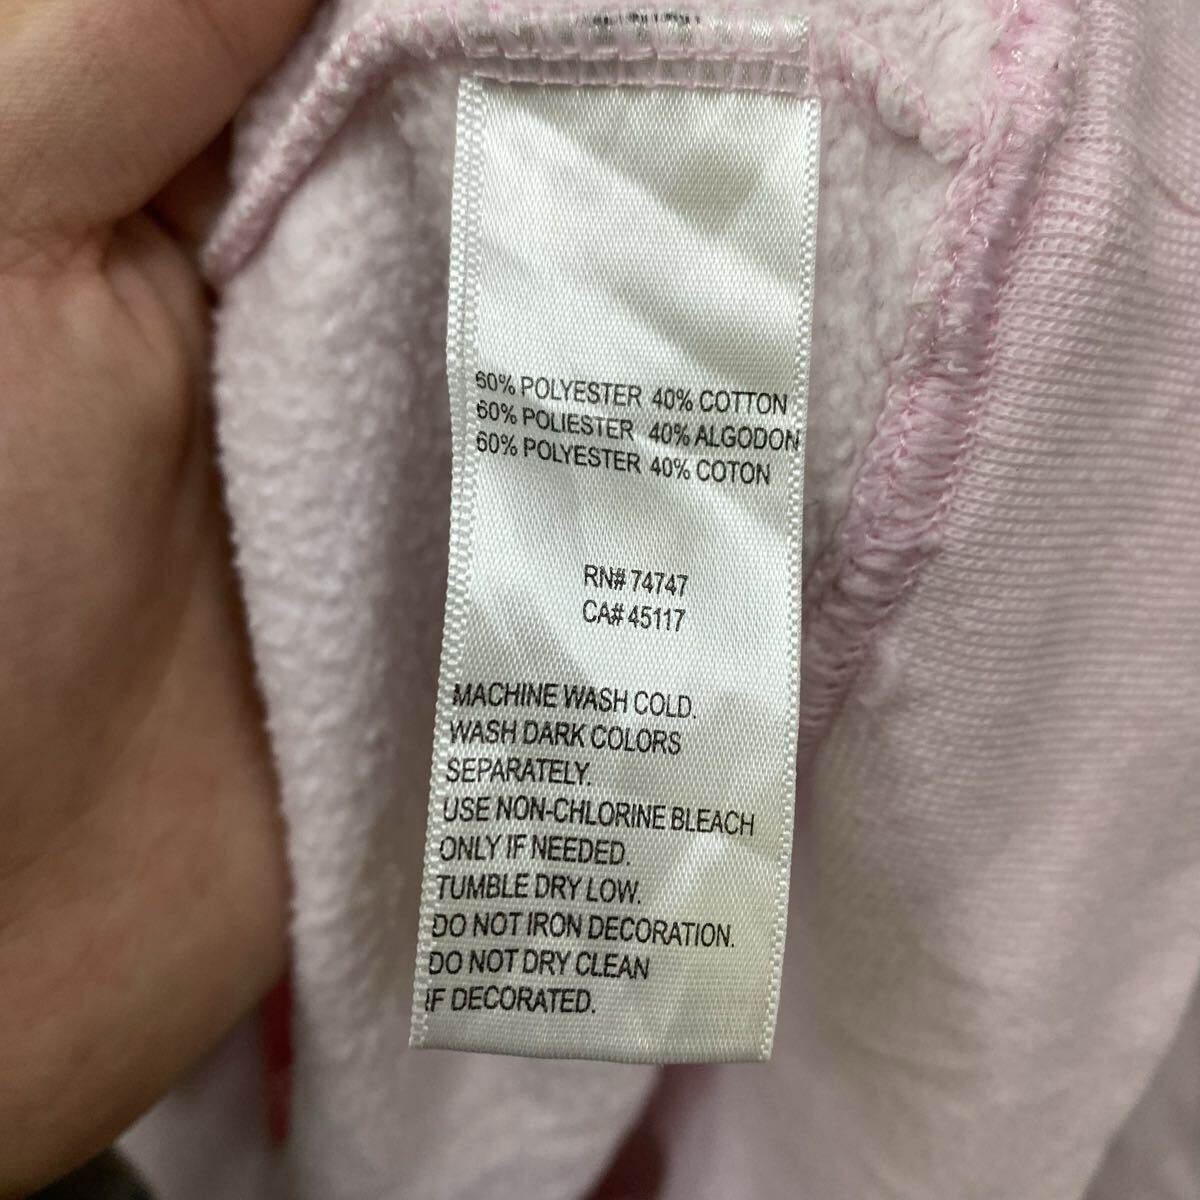 60% POLYESTER 40% COTTON
60% POLIESTER 40% ALGODON
60% POLYESTER 40% COTON
RN# 74747
CA# 45117
MACHINE WASH COLD.
WASH DARK COLORS
SEPARATELY.
USE NON-CHLORINE BLEACH
ONLY IF NEEDED.
TUMBLE DRY LOW.
DO NOT IRON DECORATION.
DO NOT DRY CLEAN
IF DECORATED.